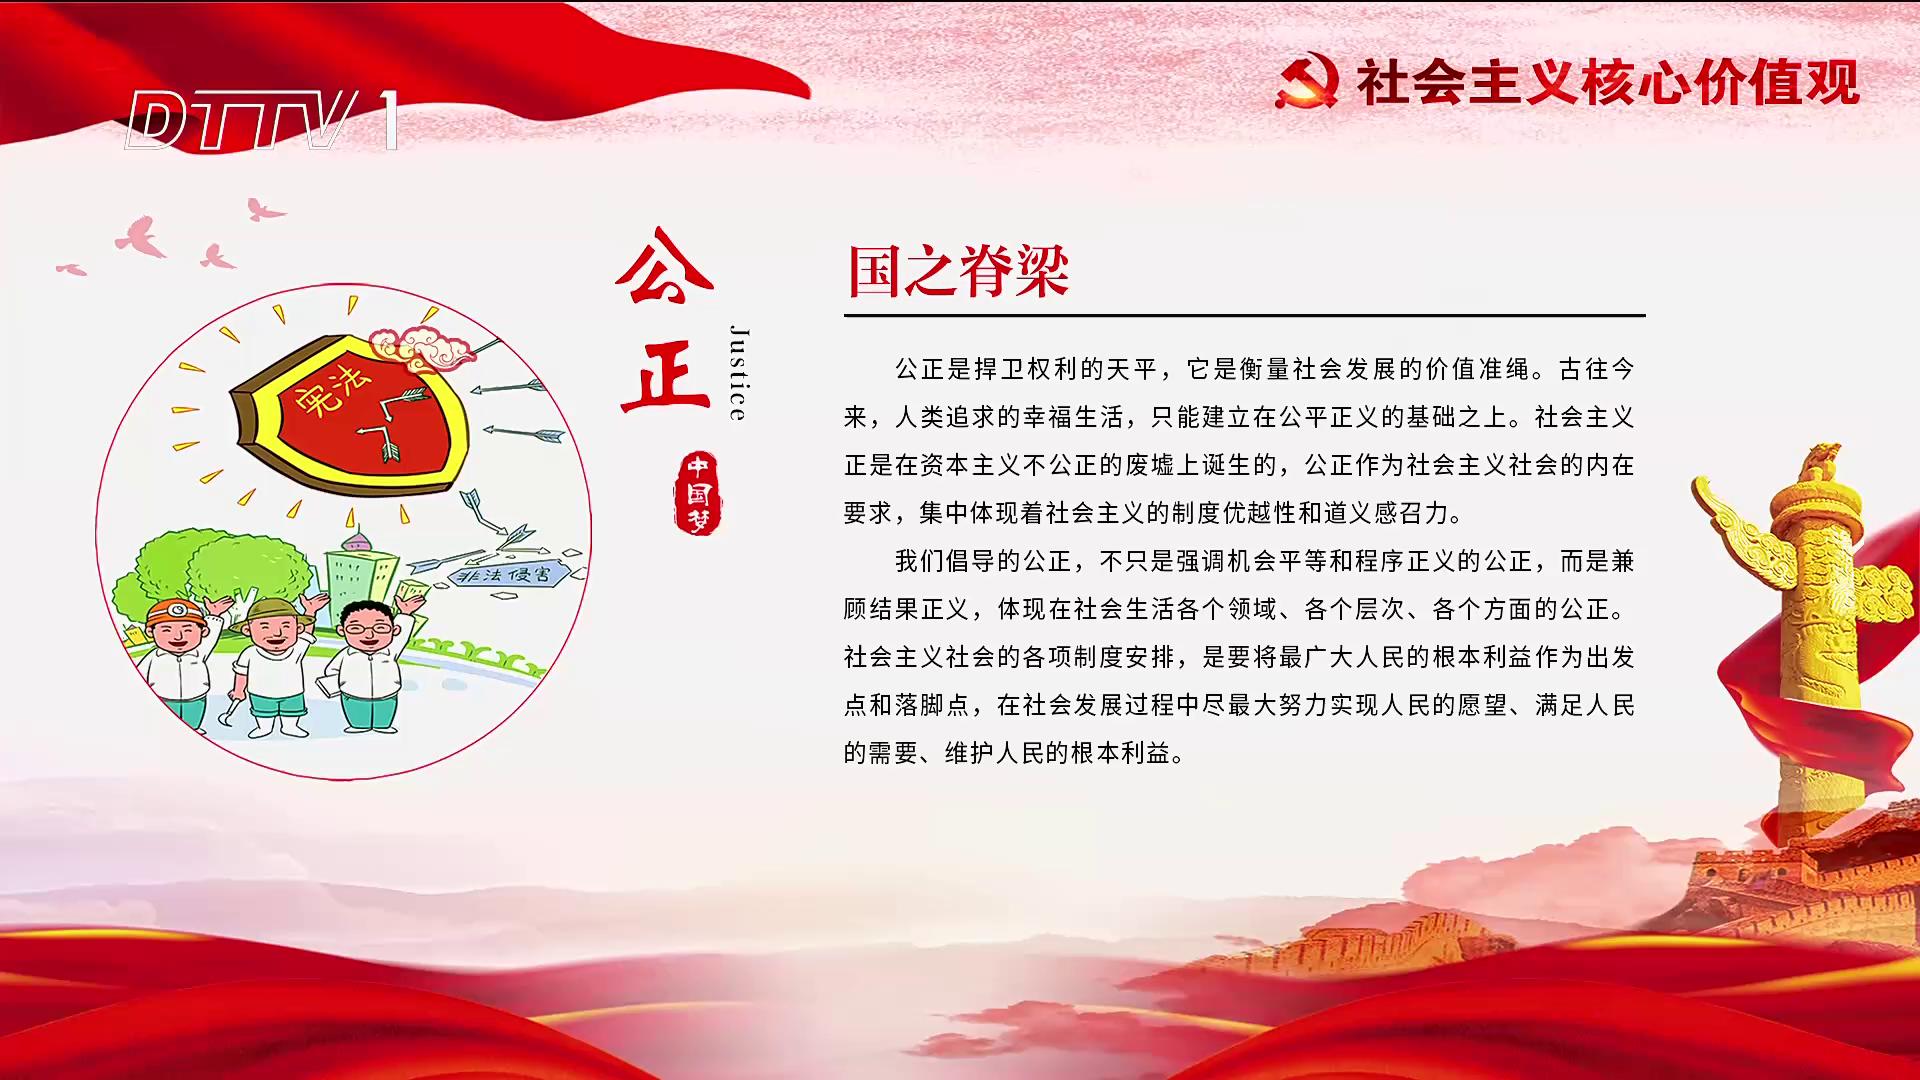 DTTV 1
社会主义核心价值观
公正
Justice
中国梦
宪法
非法侵害
国之脊梁
公正是捍卫权利的天平，它是衡量社会发展的价值准绳。古往今
来，人类追求的幸福生活，只能建立在公平正义的基础之上。社会主义
正是在资本主义不公正的废墟上诞生的，公正作为社会主义社会的内在
要求，集中体现着社会主义的制度优越性和道义感召力。
我们倡导的公正，不只是强调机会平等和程序正义的公正，而是兼
顾结果正义，体现在社会生活各个领域、各个层次、各个方面的公正。
社会主义社会的各项制度安排，是要将最广大人民的根本利益作为出发
点和落脚点，在社会发展过程中尽最大努力实现人民的愿望、满足人民
的需要、维护人民的根本利益。